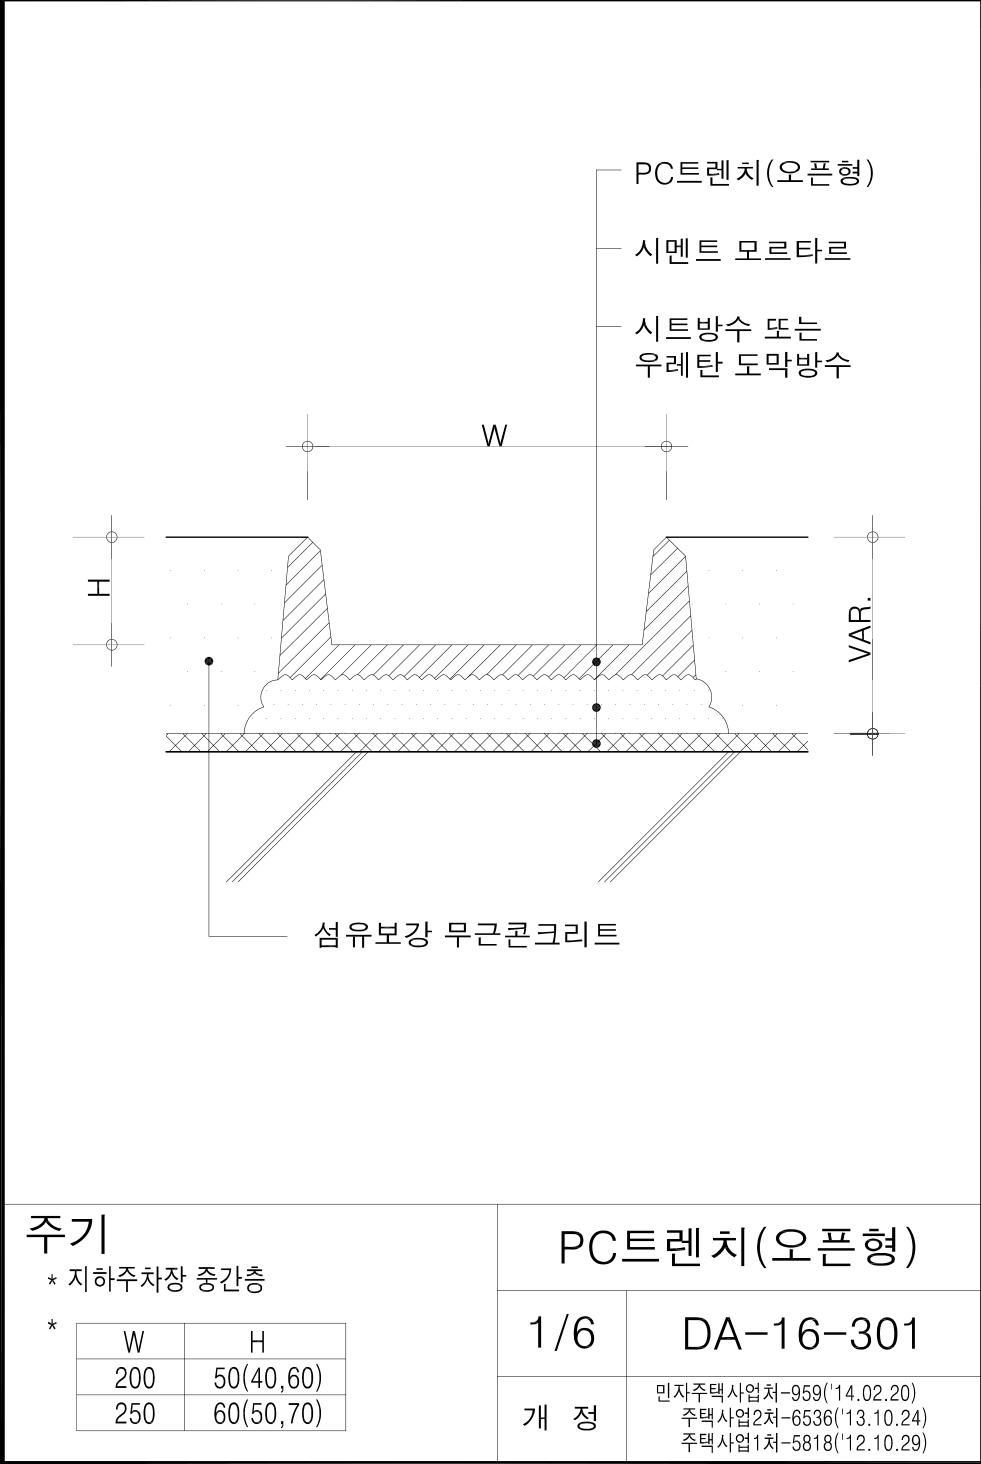 PC트렌치(오픈형)
시멘트 모르타르
시트방수 또는
우레탄 도막방수
W
H
VAR.
섬유보강 무근콘크리트
주기
* 지하주차장 중간층
*
W H
200 50(40,60)
250 60(50,70)
PC트렌치(오픈형)
1/6 DA-16-301
개 정
민자주택사업처-959('14.02.20)
주택사업2처-6536('13.10.24)
주택사업1처-5818('12.10.29)